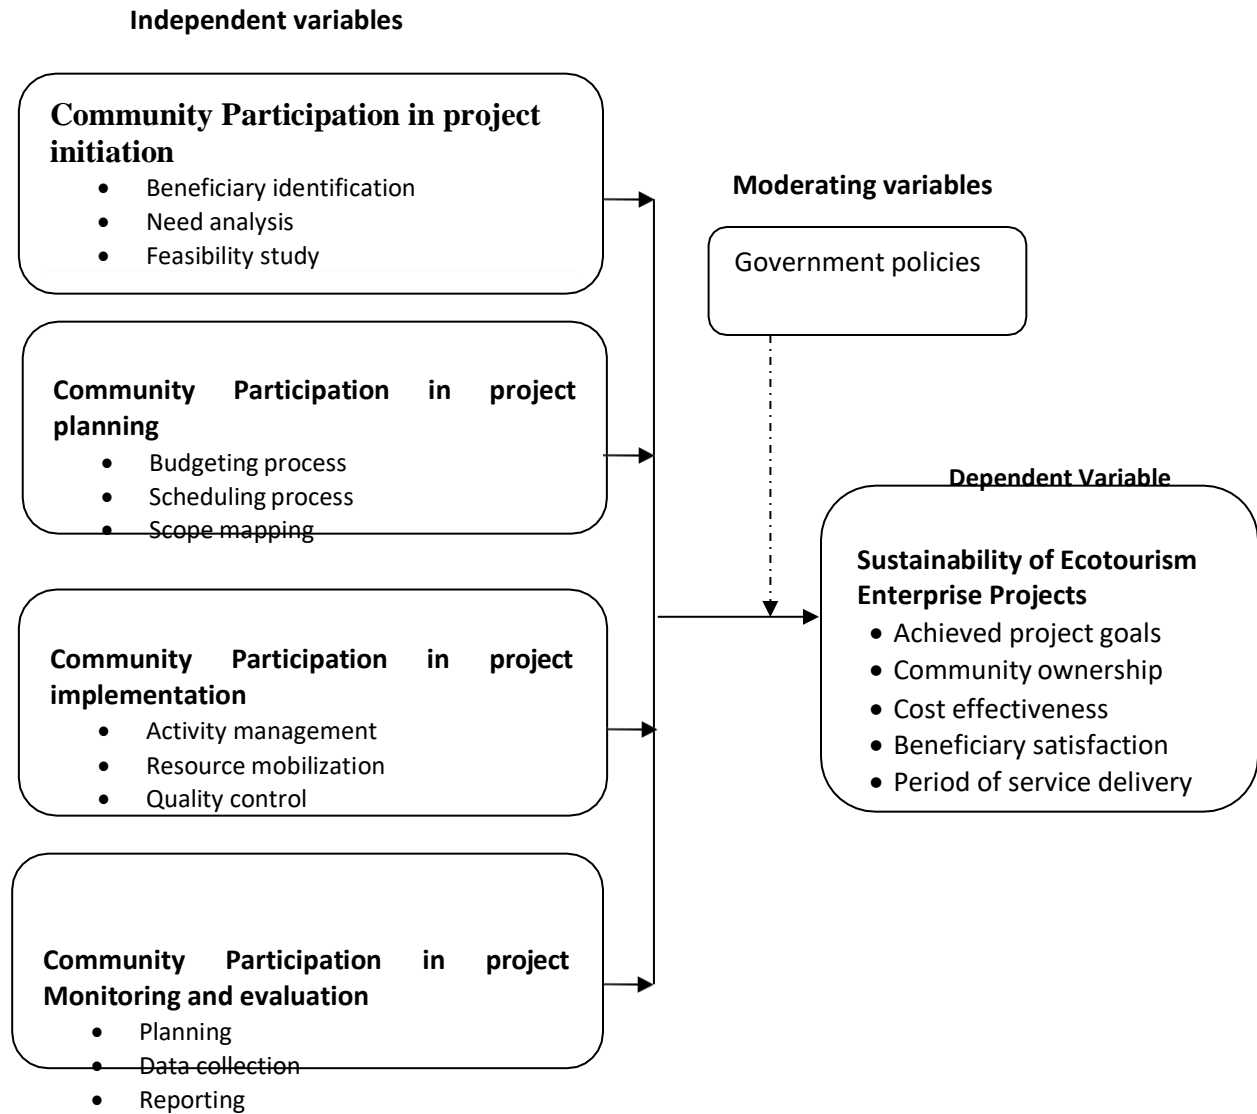 Independent variables
Community Participation in project
initiation
• Beneficiary identification
• Need analysis
• Feasibility study
Community Participation in project
planning
• Budgeting process
• Scheduling process
• Scope mapping
Community Participation in project
implementation
• Activity management
• Resource mobilization
• Quality control
Community Participation in project
Monitoring and evaluation
• Planning
• Data collection
• Reporting
Moderating variables
Government policies
Dependent Variable
Sustainability of Ecotourism
Enterprise Projects
• Achieved project goals
• Community ownership
• Cost effectiveness
• Beneficiary satisfaction
• Period of service delivery